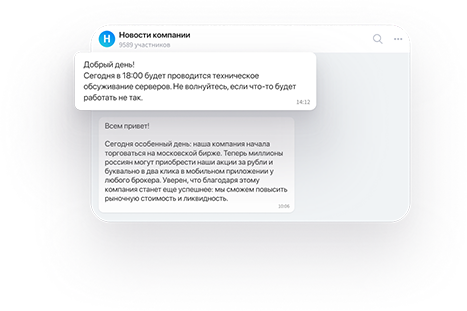 Н
Новости компании
9589 участников
Добрый день!
Сегодня в 18:00 будет проводится техническое
обсуживание серверов. Не волнуйтесь, если что-то будет
работать не так.
14:12
Всем привет!
Сегодня особенный день: наша компания начала
торговаться на московской бирже. Теперь миллионы
россиян могут приобрести наши акции за рубли и
буквально в два клика в мобильном приложении у
любого брокера. Уверен, что благодаря этому
компания станет еще успешнее: мы сможем повысить
рыночную стоимость и ликвидность.
10:06